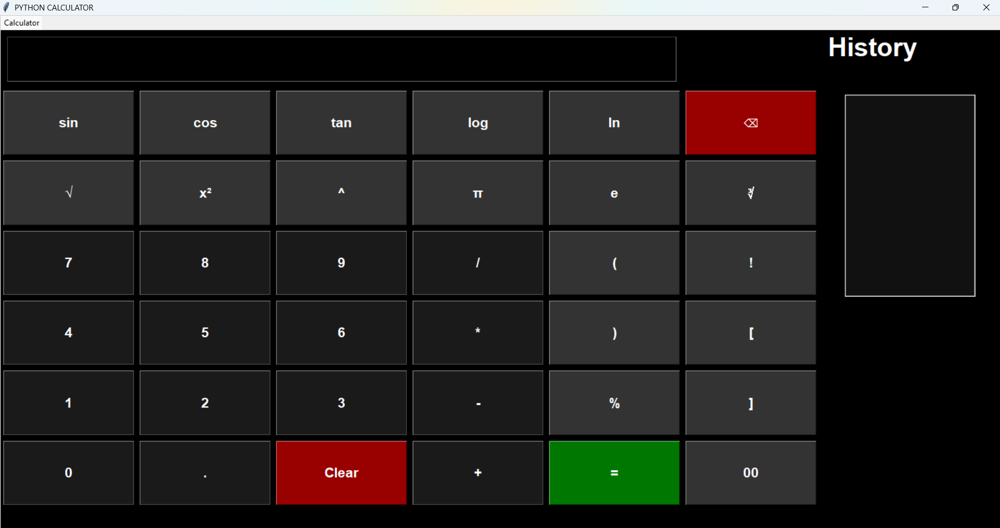 PYTHON CALCULATOR
Calculator
History
sin cos tan log ln ⌫
√ x² ^ π e ∛
7 8 9 / ( !
4 5 6 * ) [
1 2 3 - % ]
0 . Clear + = 00